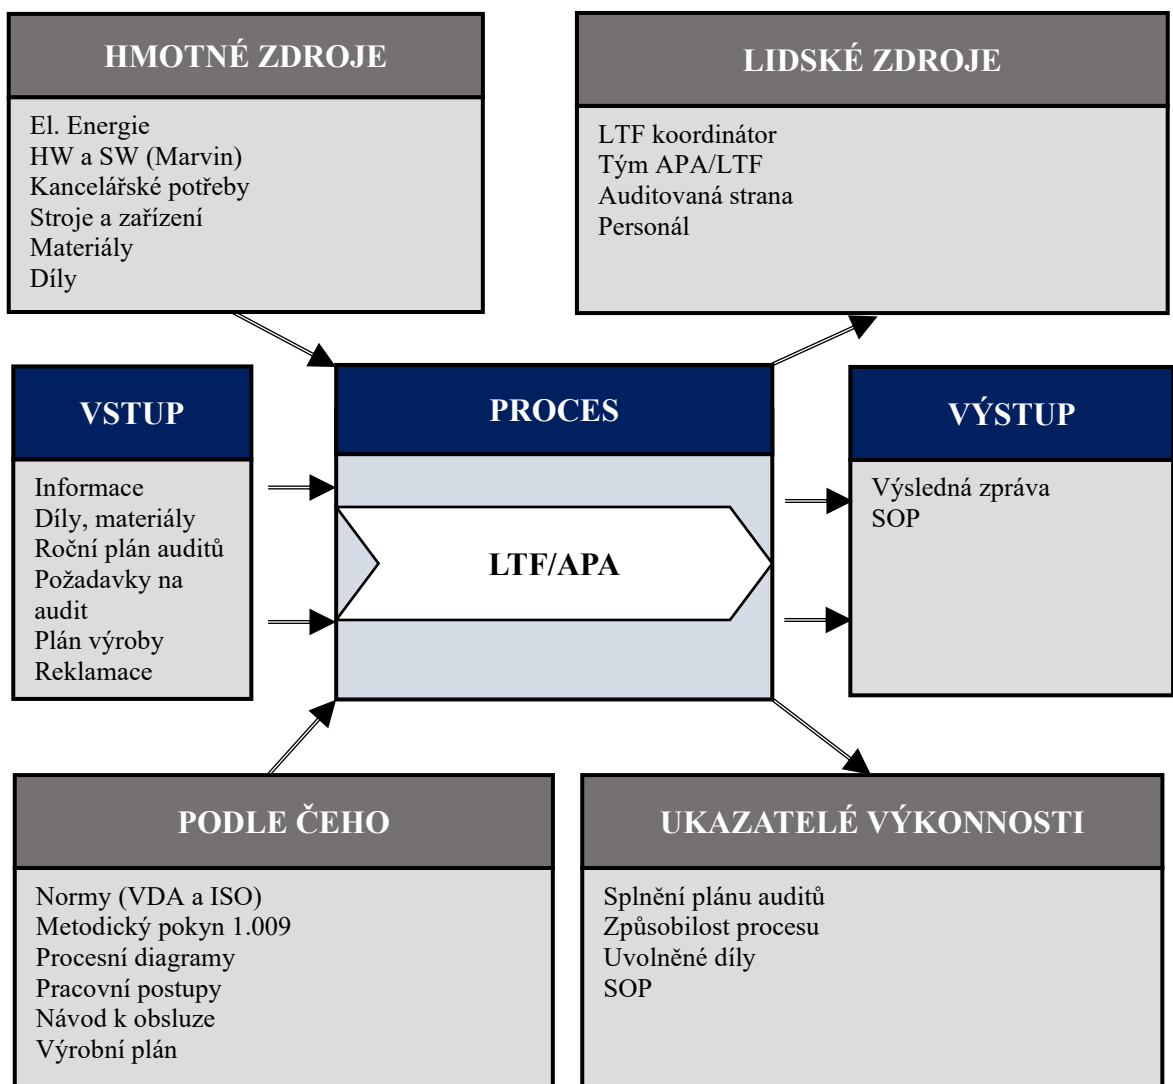 HMOTNÉ ZDROJE
El. Energie
HW a SW (Marvin)
Kancelářské potřeby
Stroje a zařízení
Materiály
Díly
LIDSKÉ ZDROJE
LTF koordinátor
Tým APA/LTF
Auditovaná strana
Personál
VSTUP
Informace
Díly, materiály
Roční plán auditů
Požadavky na
audit
Plán výroby
Reklamace
PROCES
LTF/APA
VÝSTUP
Výsledná zpráva
SOP
PODLE ČEHO
Normy (VDA a ISO)
Metodický pokyn 1.009
Procesní diagramy
Pracovní postupy
Návod k obsluze
Výrobní plán
UKAZATELÉ VÝKONNOSTI
Splnění plánu auditů
Způsobilost procesu
Uvolněné díly
SOP